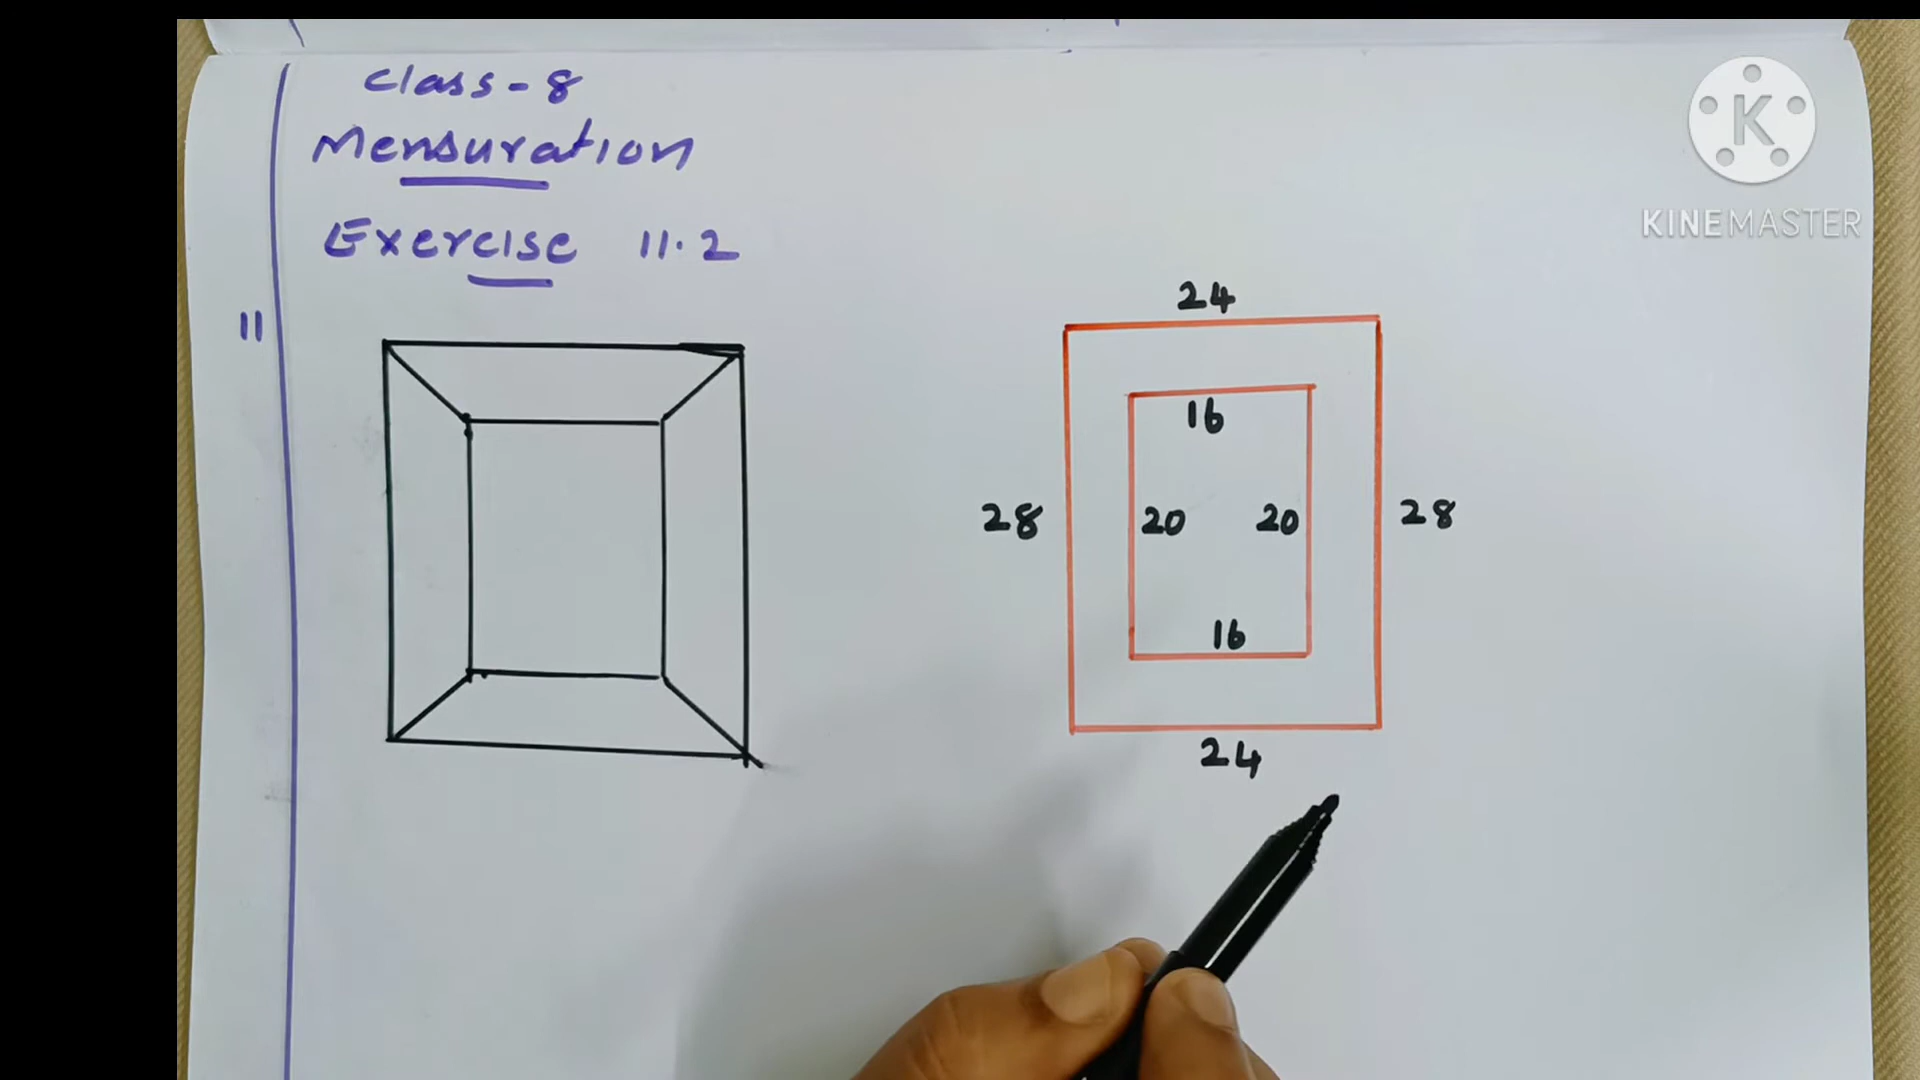 Class-8
Mensuration
Exercise 11.2
11
K
KINEMASTER
24
16
28
20
20
28
16
24